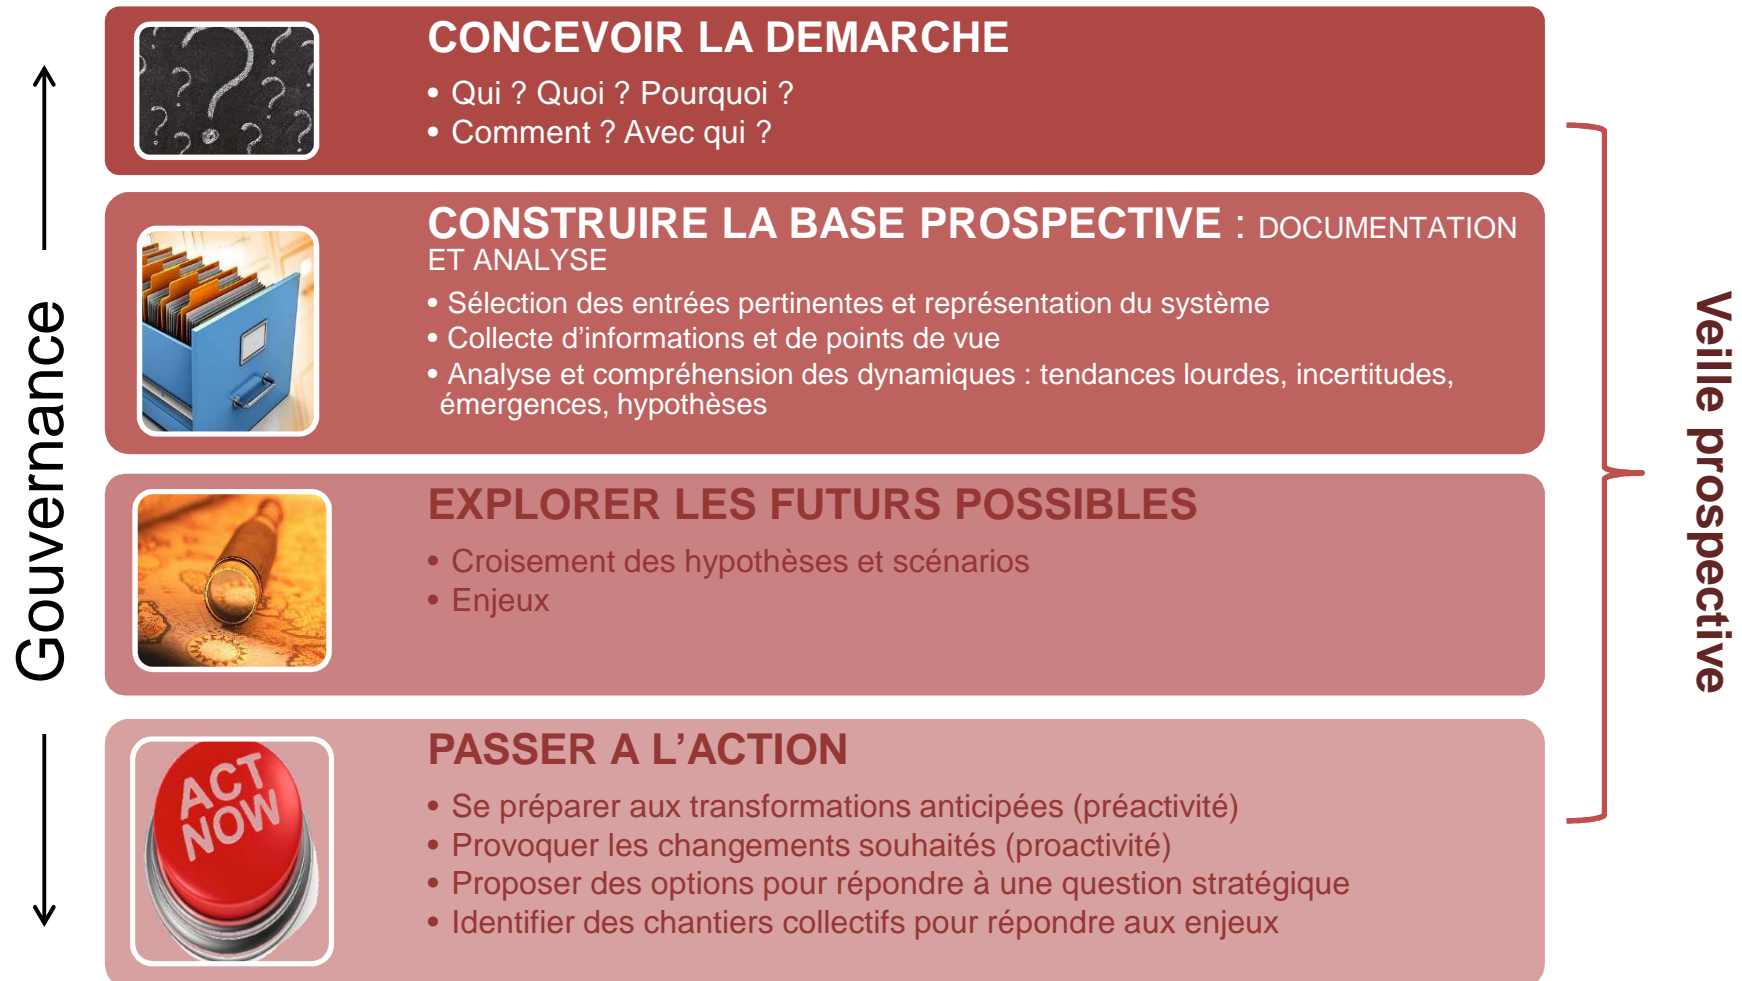 Gouvernance
CONCEVOIR LA DEMARCHE
• Qui ? Quoi ? Pourquoi ?
• Comment ? Avec qui ?
CONSTRUIRE LA BASE PROSPECTIVE : DOCUMENTATION
ET ANALYSE
• Sélection des entrées pertinentes et représentation du système
• Collecte d’informations et de points de vue
• Analyse et compréhension des dynamiques : tendances lourdes, incertitudes,
émergences, hypothèses
EXPLORER LES FUTURS POSSIBLES
• Croisement des hypothèses et scénarios
• Enjeux
ACT
NOW
PASSER A L’ACTION
• Se préparer aux transformations anticipées (préactivité)
• Provoquer les changements souhaités (proactivité)
• Proposer des options pour répondre à une question stratégique
• Identifier des chantiers collectifs pour répondre aux enjeux
Veille prospective